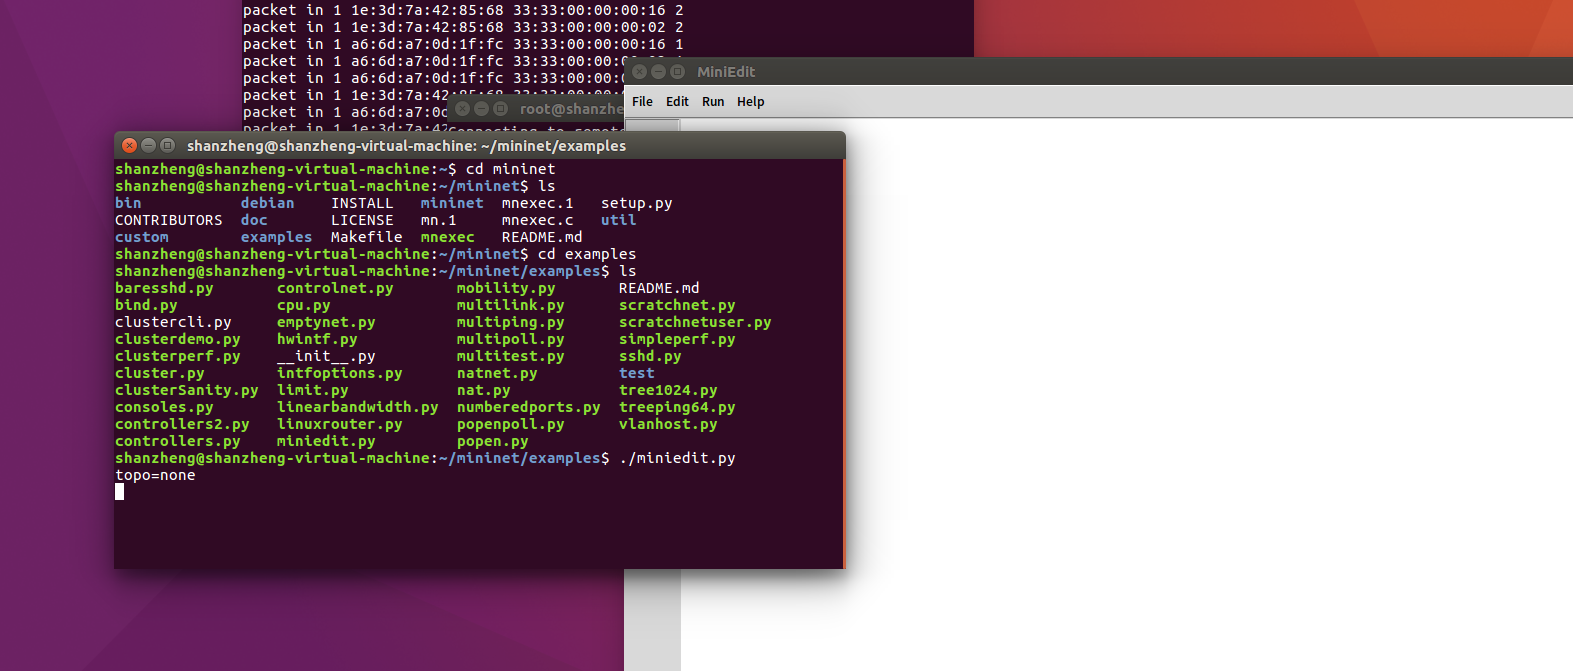 packet in 1 1e:3d:7a:42:85:68 33:33:00:00:00:16 2
packet in 1 1e:3d:7a:42:85:68 33:33:00:00:00:02 2
packet in 1 a6:6d:a7:0d:1f:fc 33:33:00:00:00:16 1
packet in 1 a6:6d:a7:0d:1f:fc 33:33:00:00:0
packet in 1 a6:6d:a7:0d:1f:fc 33:33:00:00:0
packet in 1 1e:3d:7a:42:85:68 33:33:00:00:0
packet in 1 a6:6d:a7:0d
packet in 1 1e:3d:7a:42
MiniEdit
File Edit Run Help
root@shanzhe
Connecting to remote
shanzheng@shanzheng-virtual-machine: ~/mininet/examples
shanzheng@shanzheng-virtual-machine:~$ cd mininet
shanzheng@shanzheng-virtual-machine:~/mininet$ ls
bin debian INSTALL mininet mnexec.1 setup.py
CONTRIBUTORS doc LICENSE mn.1 mnexec.c util
custom examples Makefile mnexec README.md
shanzheng@shanzheng-virtual-machine:~/mininet$ cd examples
shanzheng@shanzheng-virtual-machine:~/mininet/examples$ ls
baresshd.py controlnet.py mobility.py README.md
bind.py cpu.py multilink.py scratchnet.py
clustercli.py emptynet.py multiping.py scratchnetuser.py
clusterdemo.py hwintf.py multipoll.py simpleperf.py
clusterperf.py __init__.py multitest.py sshd.py
cluster.py intfoptions.py natnet.py test
clusterSanity.py limit.py nat.py tree1024.py
consoles.py linearbandwidth.py numberedports.py treeping64.py
controllers2.py linuxrouter.py popenpoll.py vlanhost.py
controllers.py miniedit.py popen.py
shanzheng@shanzheng-virtual-machine:~/mininet/examples$ ./miniedit.py
topo=none